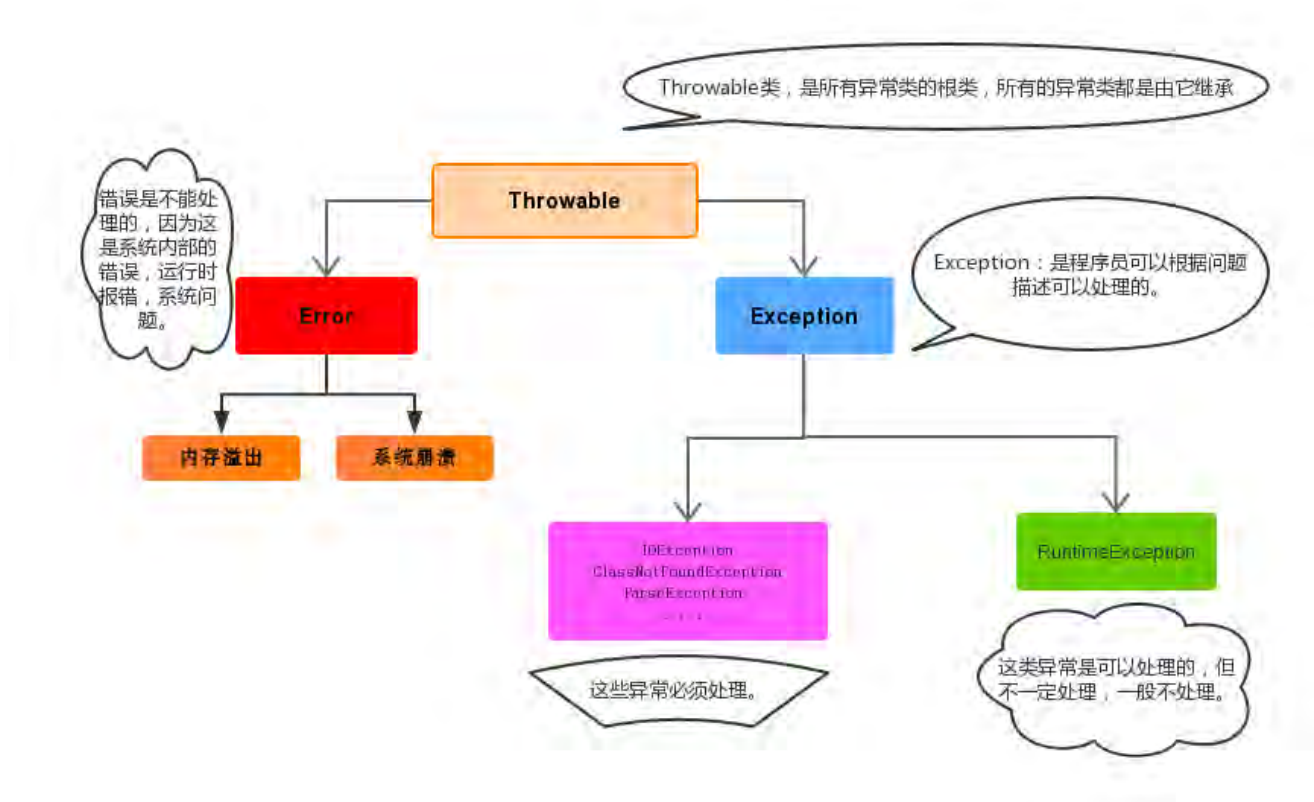 Throwable类，是所有异常类的根类，所有的异常类都是由它继承
Throwable
错误是不能处
理的，因为这
是系统内部的
错误，运行时
报错，系统问
题。
Error
Exception
Exception：是程序员可以根据问题
描述可以处理的。
内存溢出
系统崩溃
IOException
ClassNotFoundException
ParseException
....
RuntimeException
这些异常必须处理。
这类异常是可以处理的，但
不一定处理，一般不处理。